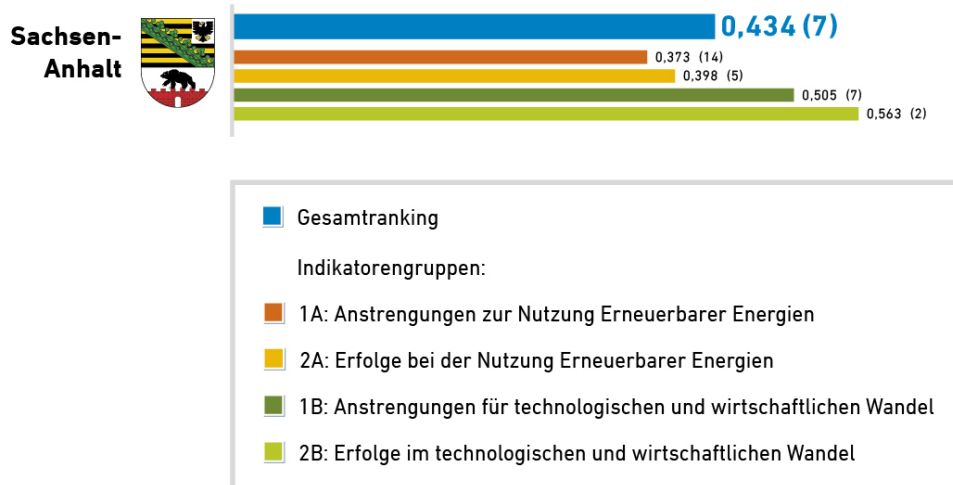 Sachsen-
Anhalt
0,434 (7)
0,373 (14)
0,398 (5)
0,505 (7)
0,563 (2)
Gesamtranking
Indikatorengruppen:
1A: Anstrengungen zur Nutzung Erneuerbarer Energien
2A: Erfolge bei der Nutzung Erneuerbarer Energien
1B: Anstrengungen für technologischen und wirtschaftlichen Wandel
2B: Erfolge im technologischen und wirtschaftlichen Wandel